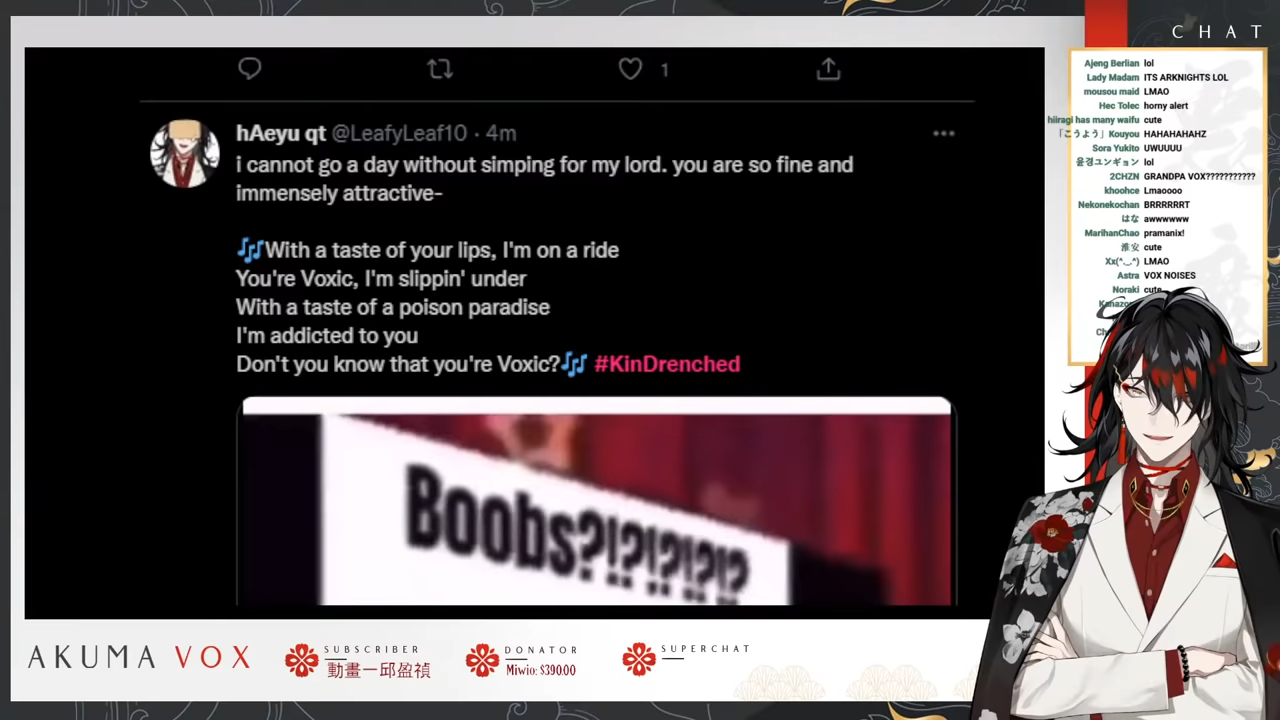 CHAT
1
hAeyu qt @LeafyLeaf10 · 4m
i cannot go a day without simping for my lord. you are so fine and
immensely attractive-
🎶With a taste of your lips, I'm on a ride
You're Voxic, I'm slippin' under
With a taste of a poison paradise
I'm addicted to you
Don't you know that you're Voxic?🎶 #KinDrenched
Boobs?!?!?!?!?
Ajeng Berlian lol
Lady Madam ITS ARKNIGHTS LOL
mousou maid LMAO
Hec Tolec horny alert
hiiragi has many waifu cute
「こうよう」Kouyou HAHAHAHAHZ
Sora Yukito UWUUUU
윤경ユンギョン lol
2CHZN GRANDPA VOX???????????
khoohce Lmaoooo
Nekonekochan BRRRRRRT
はな awwwwww
MarihanChao pramanix!
淮安 cute
Xx(^._.^) LMAO
Astra VOX NOISES
Noraki cute
AKUMA VOX
SUBSCRIBER
動畫一邱盈禎
DONATOR
Miwio: $390.00
SUPERCHAT